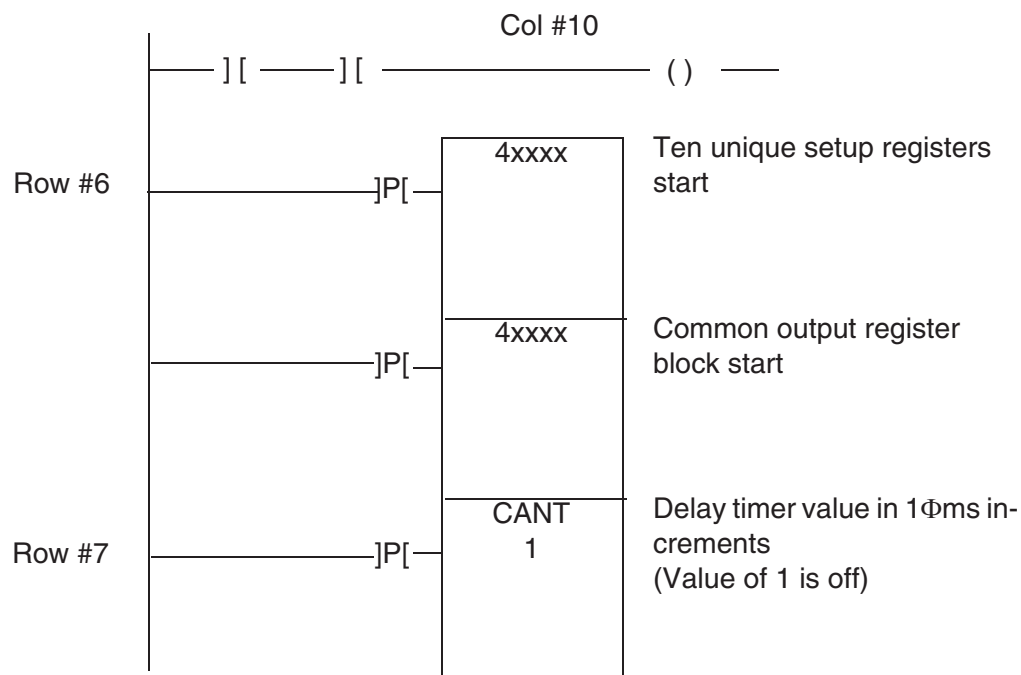 Col #10
] [ ] [ ( )
4xxxx
Ten unique setup registers
start
Row #6
]P[
4xxxx
Common output register
block start
]P[
CANT
1
Delay timer value in 1Φms in-
crements
(Value of 1 is off)
Row #7
]P[